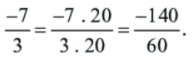 -7/3 = -7 . 20/3 . 20 = -140/60.